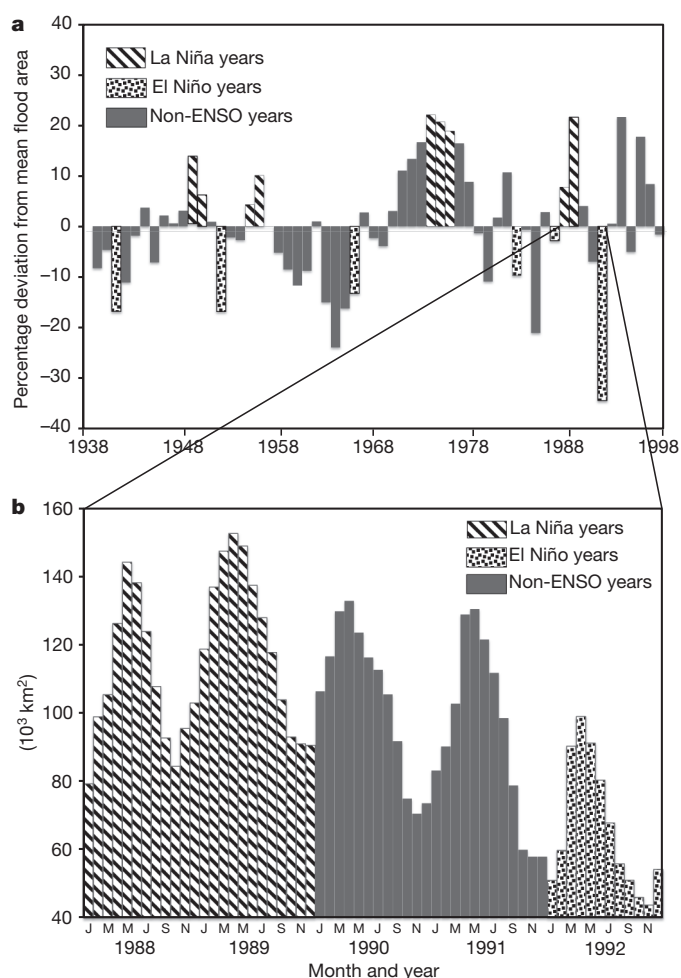 a
Percentage deviation from mean flood area
40
30
20
10
0
–10
–20
–30
–40
La Niña years
El Niño years
Non-ENSO years
1938 1948 1958 1968 1978 1988 1998
b
(10³ km²)
160
140
120
100
80
60
40
La Niña years
El Niño years
Non-ENSO years
J M M J S N J M M J S N J M M J S N J M M J S N J M M J S N
1988 1989 1990 1991 1992
Month and year